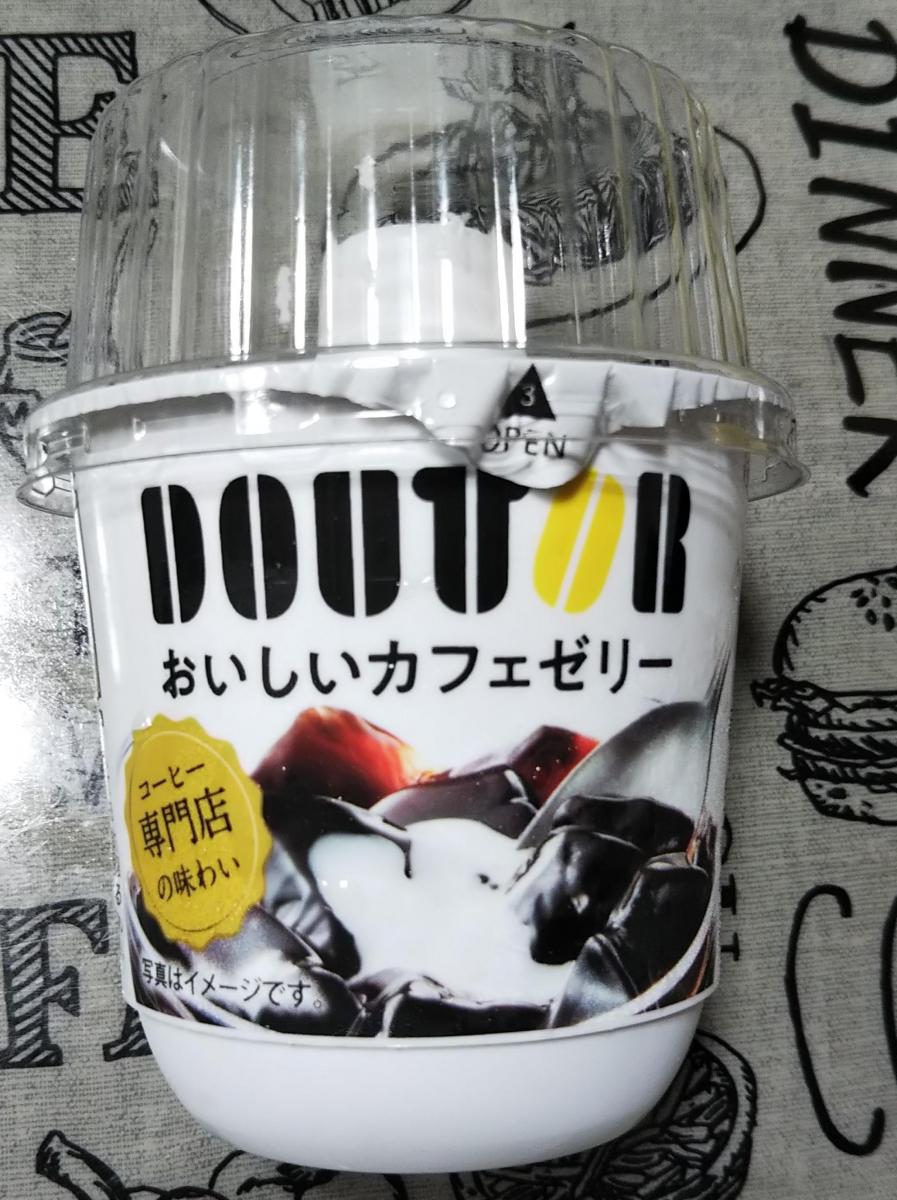 DINNER
3
OPEN
DOUTOR
おいしいカフェゼリー
コーヒー
専門店
の味わい
写真はイメージです。